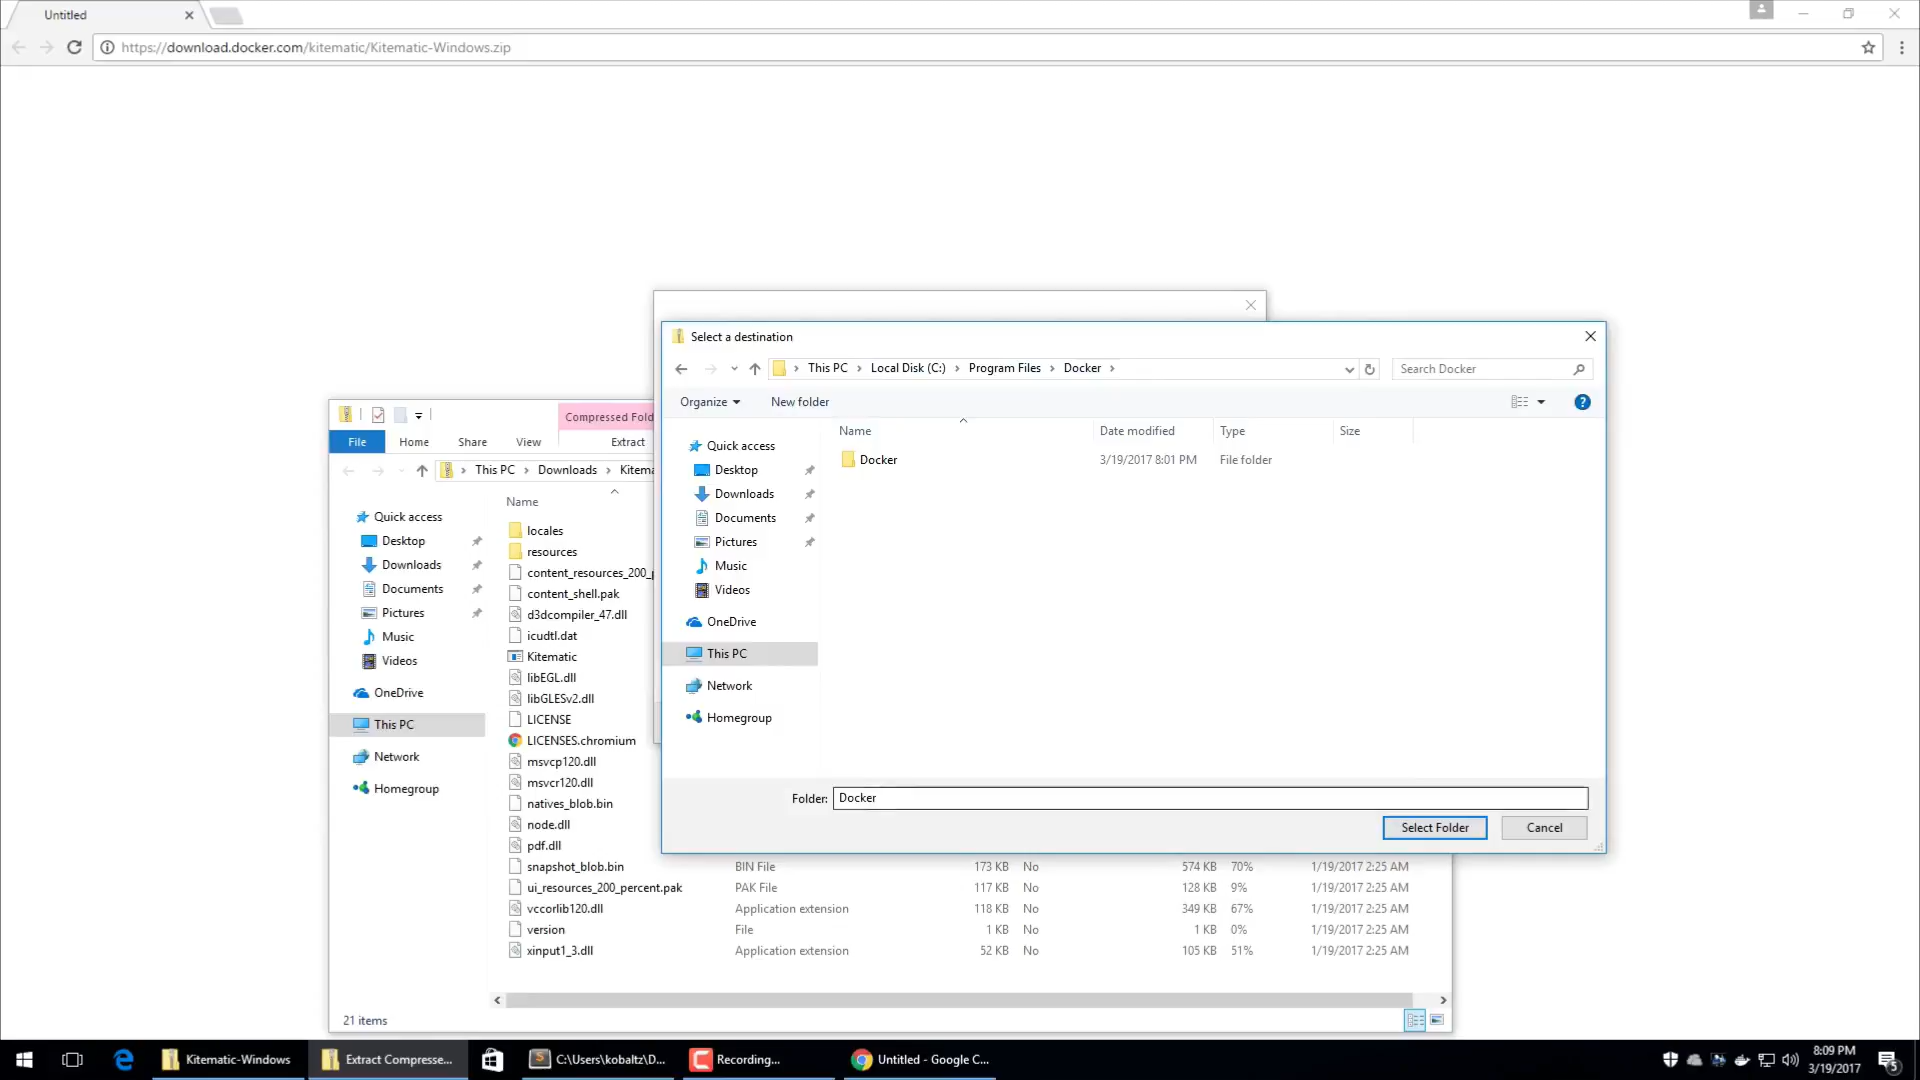 Untitled
https://download.docker.com/kitematic/Kitematic-Windows.zip
Select a destination
This PC > Local Disk (C:) > Program Files > Docker >
Search Docker
Organize
New folder
?
Name
Date modified
Type
Size
Docker
3/19/2017 8:01 PM
File folder
Quick access
Desktop
Downloads
Documents
Pictures
Music
Videos
OneDrive
This PC
Network
Homegroup
Folder: Docker
Select Folder
Cancel
Compressed Fold
File
Home
Share
View
Extract
This PC > Downloads > Kitema
Quick access
Desktop
Downloads
Documents
Pictures
Music
Videos
OneDrive
This PC
Network
Homegroup
Name
locales
resources
content_resources_200_p
content_shell.pak
d3dcompiler_47.dll
icudtl.dat
Kitematic
libEGL.dll
libGLESv2.dll
LICENSE
LICENSES.chromium
msvcp120.dll
msvcr120.dll
natives_blob.bin
node.dll
pdf.dll
snapshot_blob.bin BIN File 173 KB No 574 KB 70% 1/19/2017 2:25 AM
ui_resources_200_percent.pak PAK File 117 KB No 128 KB 9% 1/19/2017 2:25 AM
vccorlib120.dll Application extension 118 KB No 349 KB 67% 1/19/2017 2:25 AM
version File 1 KB No 1 KB 0% 1/19/2017 2:25 AM
xinput1_3.dll Application extension 52 KB No 105 KB 51% 1/19/2017 2:25 AM
21 items
Kitematic-Windows
Extract Compresse...
C:\Users\kobaltz\D...
Recording...
Untitled - Google C...
8:09 PM
3/19/2017
5